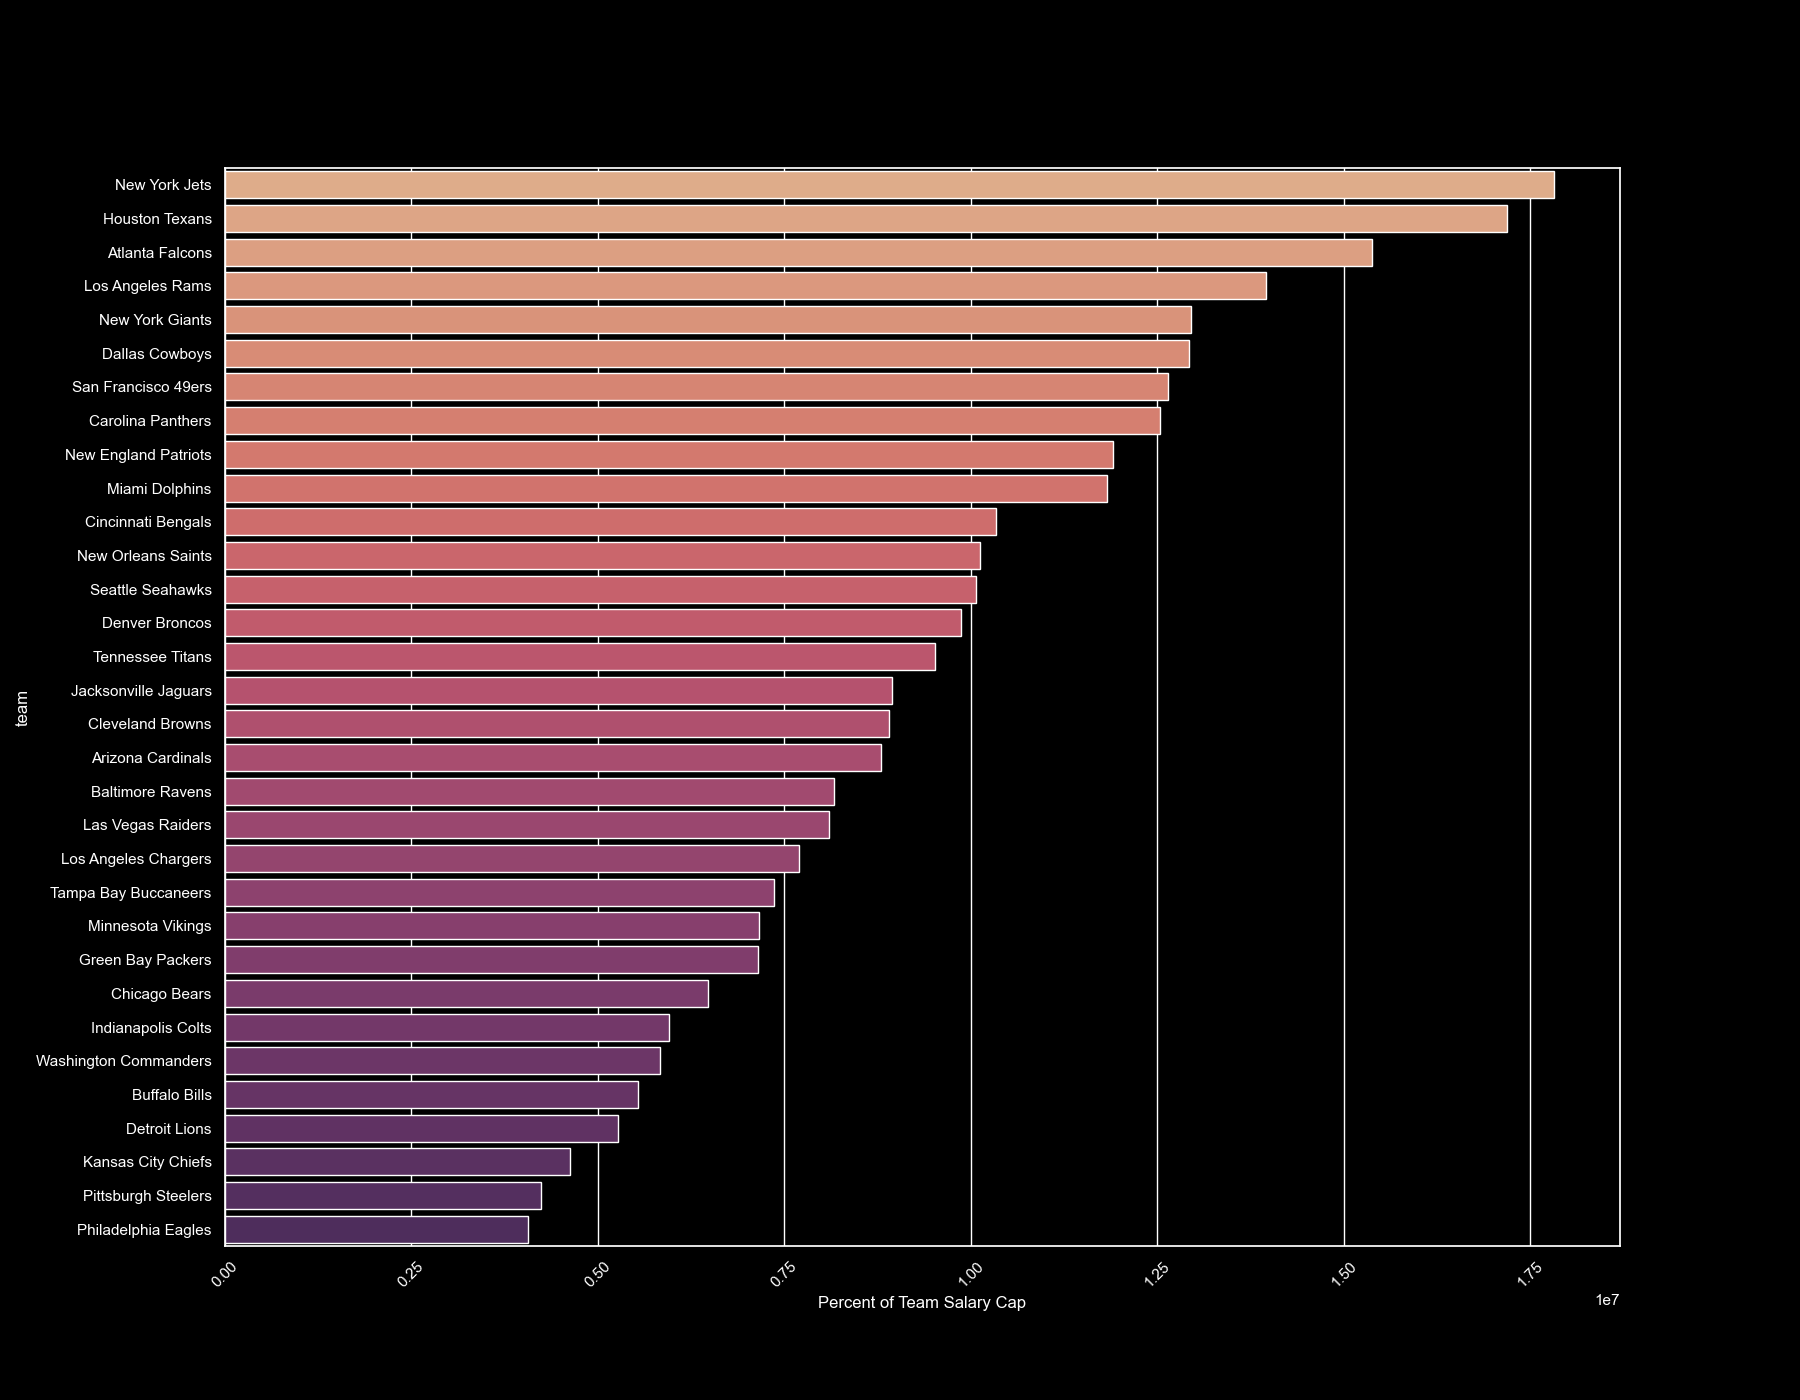 New York Jets
Houston Texans
Atlanta Falcons
Los Angeles Rams
New York Giants
Dallas Cowboys
San Francisco 49ers
Carolina Panthers
New England Patriots
Miami Dolphins
Cincinnati Bengals
New Orleans Saints
Seattle Seahawks
Denver Broncos
Tennessee Titans
Jacksonville Jaguars
Cleveland Browns
Arizona Cardinals
Baltimore Ravens
Las Vegas Raiders
Los Angeles Chargers
Tampa Bay Buccaneers
Minnesota Vikings
Green Bay Packers
Chicago Bears
Indianapolis Colts
Washington Commanders
Buffalo Bills
Detroit Lions
Kansas City Chiefs
Pittsburgh Steelers
Philadelphia Eagles
team
0.00 0.25 0.50 0.75 1.00 1.25 1.50 1.75
1e7
Percent of Team Salary Cap